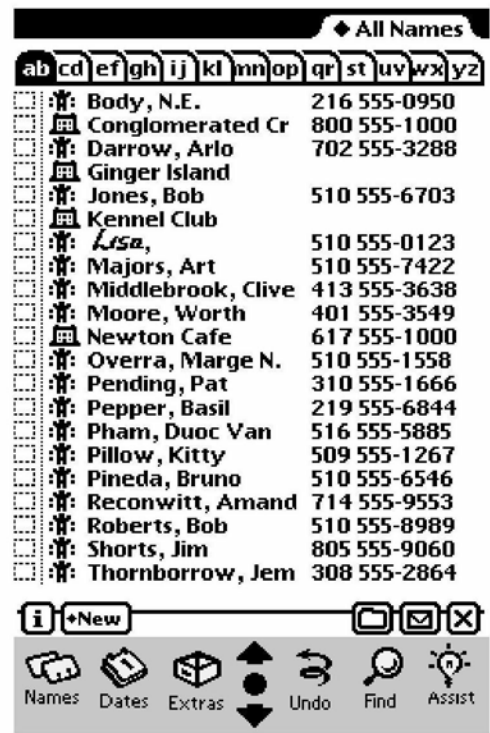 ◆ All Names
ab cd ef gh ij kl mn op qr st uv wx yz
Body, N.E. 216 555-0950
Conglomerated Cr 800 555-1000
Darrow, Arlo 702 555-3288
Ginger Island
Jones, Bob 510 555-6703
Kennel Club
Lisa, 510 555-0123
Majors, Art 510 555-7422
Middlebrook, Clive 413 555-3638
Moore, Worth 401 555-3549
Newton Cafe 617 555-1000
Overra, Marge N. 510 555-1558
Pending, Pat 310 555-1666
Pepper, Basil 219 555-6844
Pham, Duoc Van 516 555-5885
Pillow, Kitty 509 555-1267
Pineda, Bruno 510 555-6546
Reconwitt, Amand 714 555-9553
Roberts, Bob 510 555-8989
Shorts, Jim 805 555-9060
Thornborrow, Jem 308 555-2864
i ◆New
Names Dates Extras Undo Find Assist